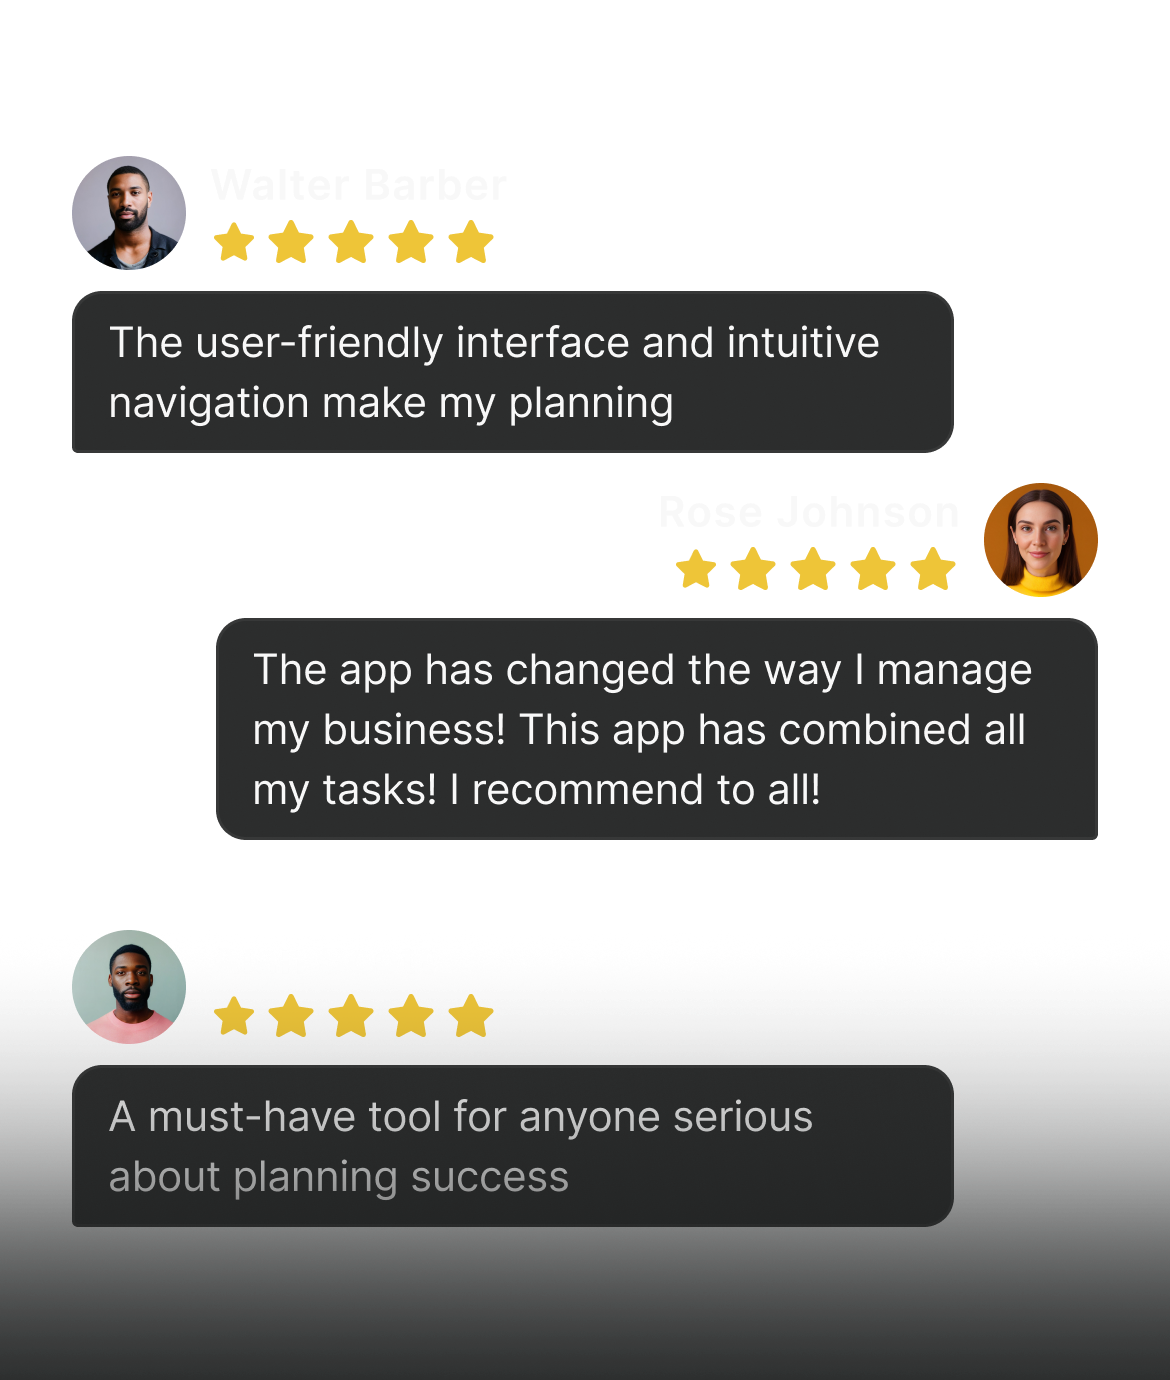 Walter Barber
The user-friendly interface and intuitive
navigation make my planning
Rose Johnson
The app has changed the way I manage
my business! This app has combined all
my tasks! I recommend to all!
A must-have tool for anyone serious
about planning success